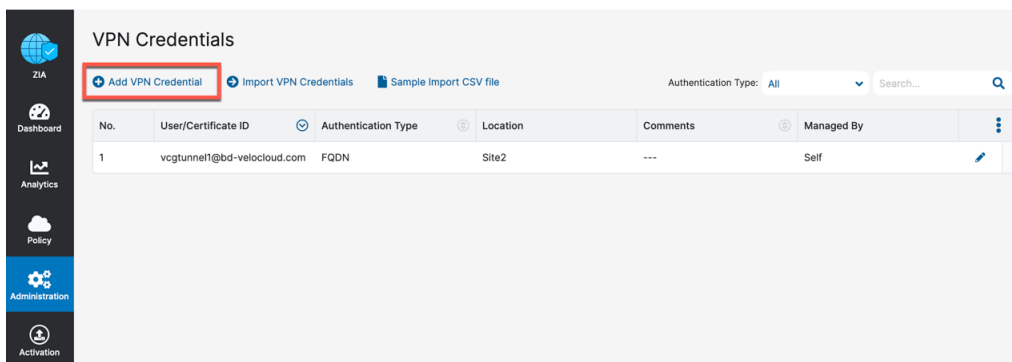 VPN Credentials
ZIA
Add VPN Credential Import VPN Credentials Sample Import CSV file Authentication Type: All Search...
Dashboard
No. User/Certificate ID Authentication Type Location Comments Managed By
1 vcgtunnel1@bd-velocloud.com FQDN Site2 --- Self
Analytics
Policy
Administration
Activation